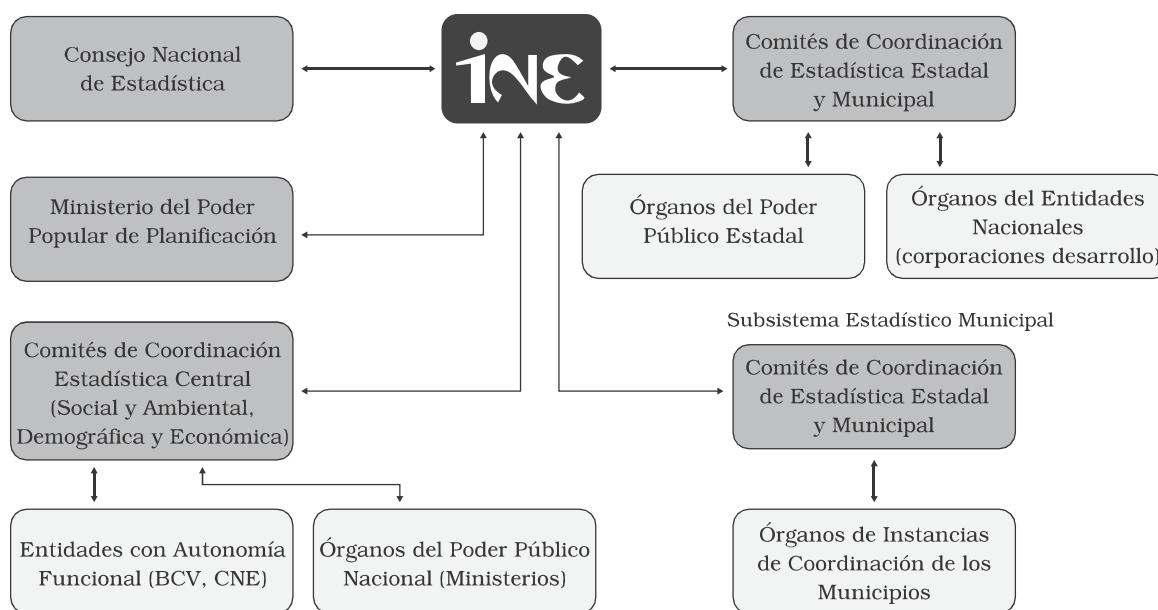 Consejo Nacional
de Estadística
iNE
Comités de Coordinación
de Estadística Estadal
y Municipal
Ministerio del Poder
Popular de Planificación
Órganos del Poder
Público Estadal
Órganos del Entidades
Nacionales
(corporaciones desarrollo)
Comités de Coordinación
Estadística Central
(Social y Ambiental,
Demográfica y Económica)
Subsistema Estadístico Municipal
Comités de Coordinación
de Estadística Estadal
y Municipal
Entidades con Autonomía
Funcional (BCV, CNE)
Órganos del Poder Público
Nacional (Ministerios)
Órganos de Instancias
de Coordinación de los
Municipios